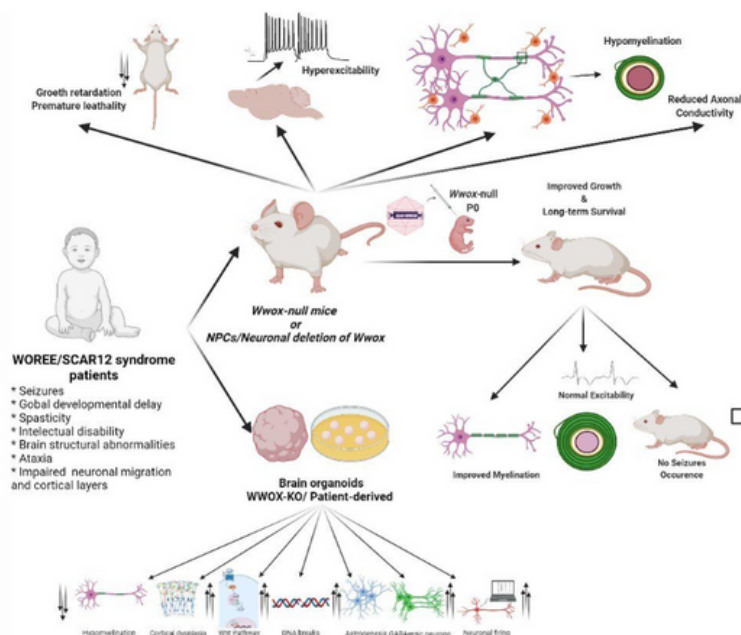 Groeth retardation
Premature leathality
Hyperexcitability
Hypomyelination
Reduced Axonal
Conductivity
Wwox-null
P0
Improved Growth
&
Long-term Survival
Wwox-null mice
or
NPCs/Neuronal deletion of Wwox
WOREE/SCAR12 syndrome
patients
* Seizures
* Gobal developmental delay
* Spasticity
* Intelectual disability
* Brain structural abnormalities
* Ataxia
* Impaired neuronal migration
and cortical layers
Normal Excitability
Improved Myelination
No Seizures
Occurence
Brain organoids
WWOX-KO/ Patient-derived
Hypomyelination
Cortical dysplasia
Wnt Pathway
DNA breaks
Astrogenesis
GABAergic neurons
Neuronal firing